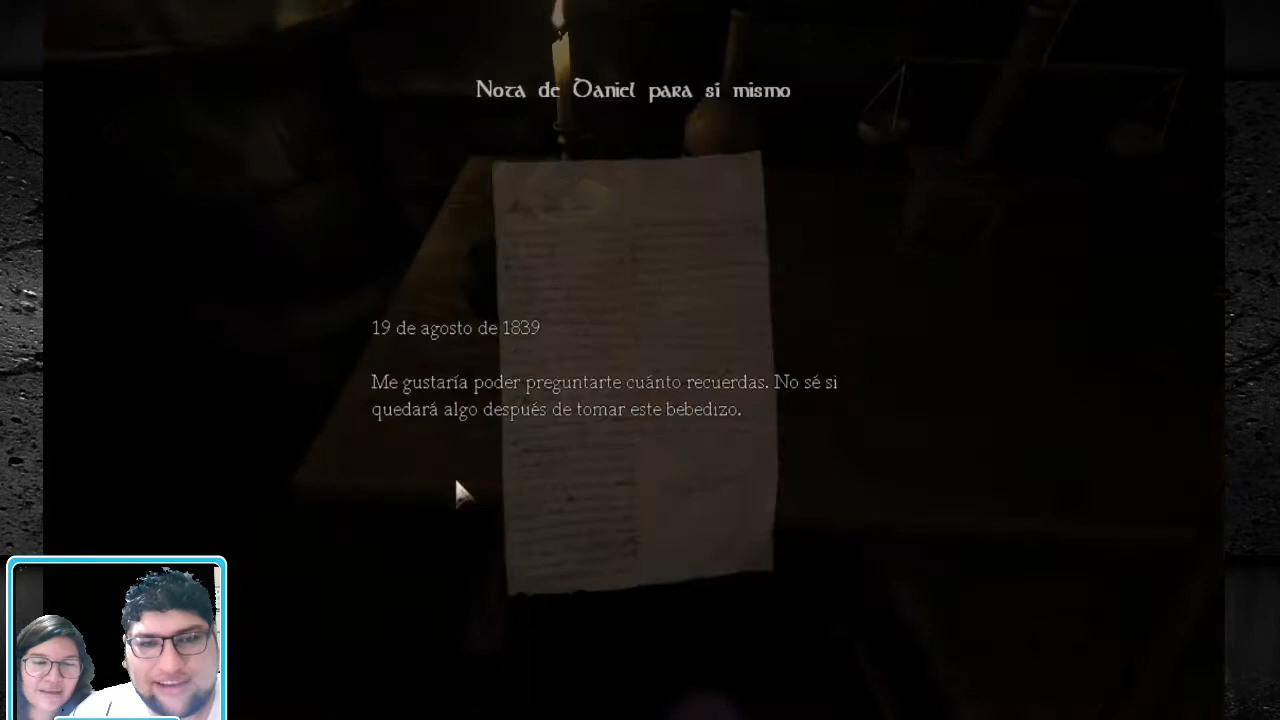 Nota de Daniel para sí mismo
19 de agosto de 1839
Me gustaría poder preguntarte cuánto recuerdas. No sé si
quedará algo después de tomar este bebedizo.